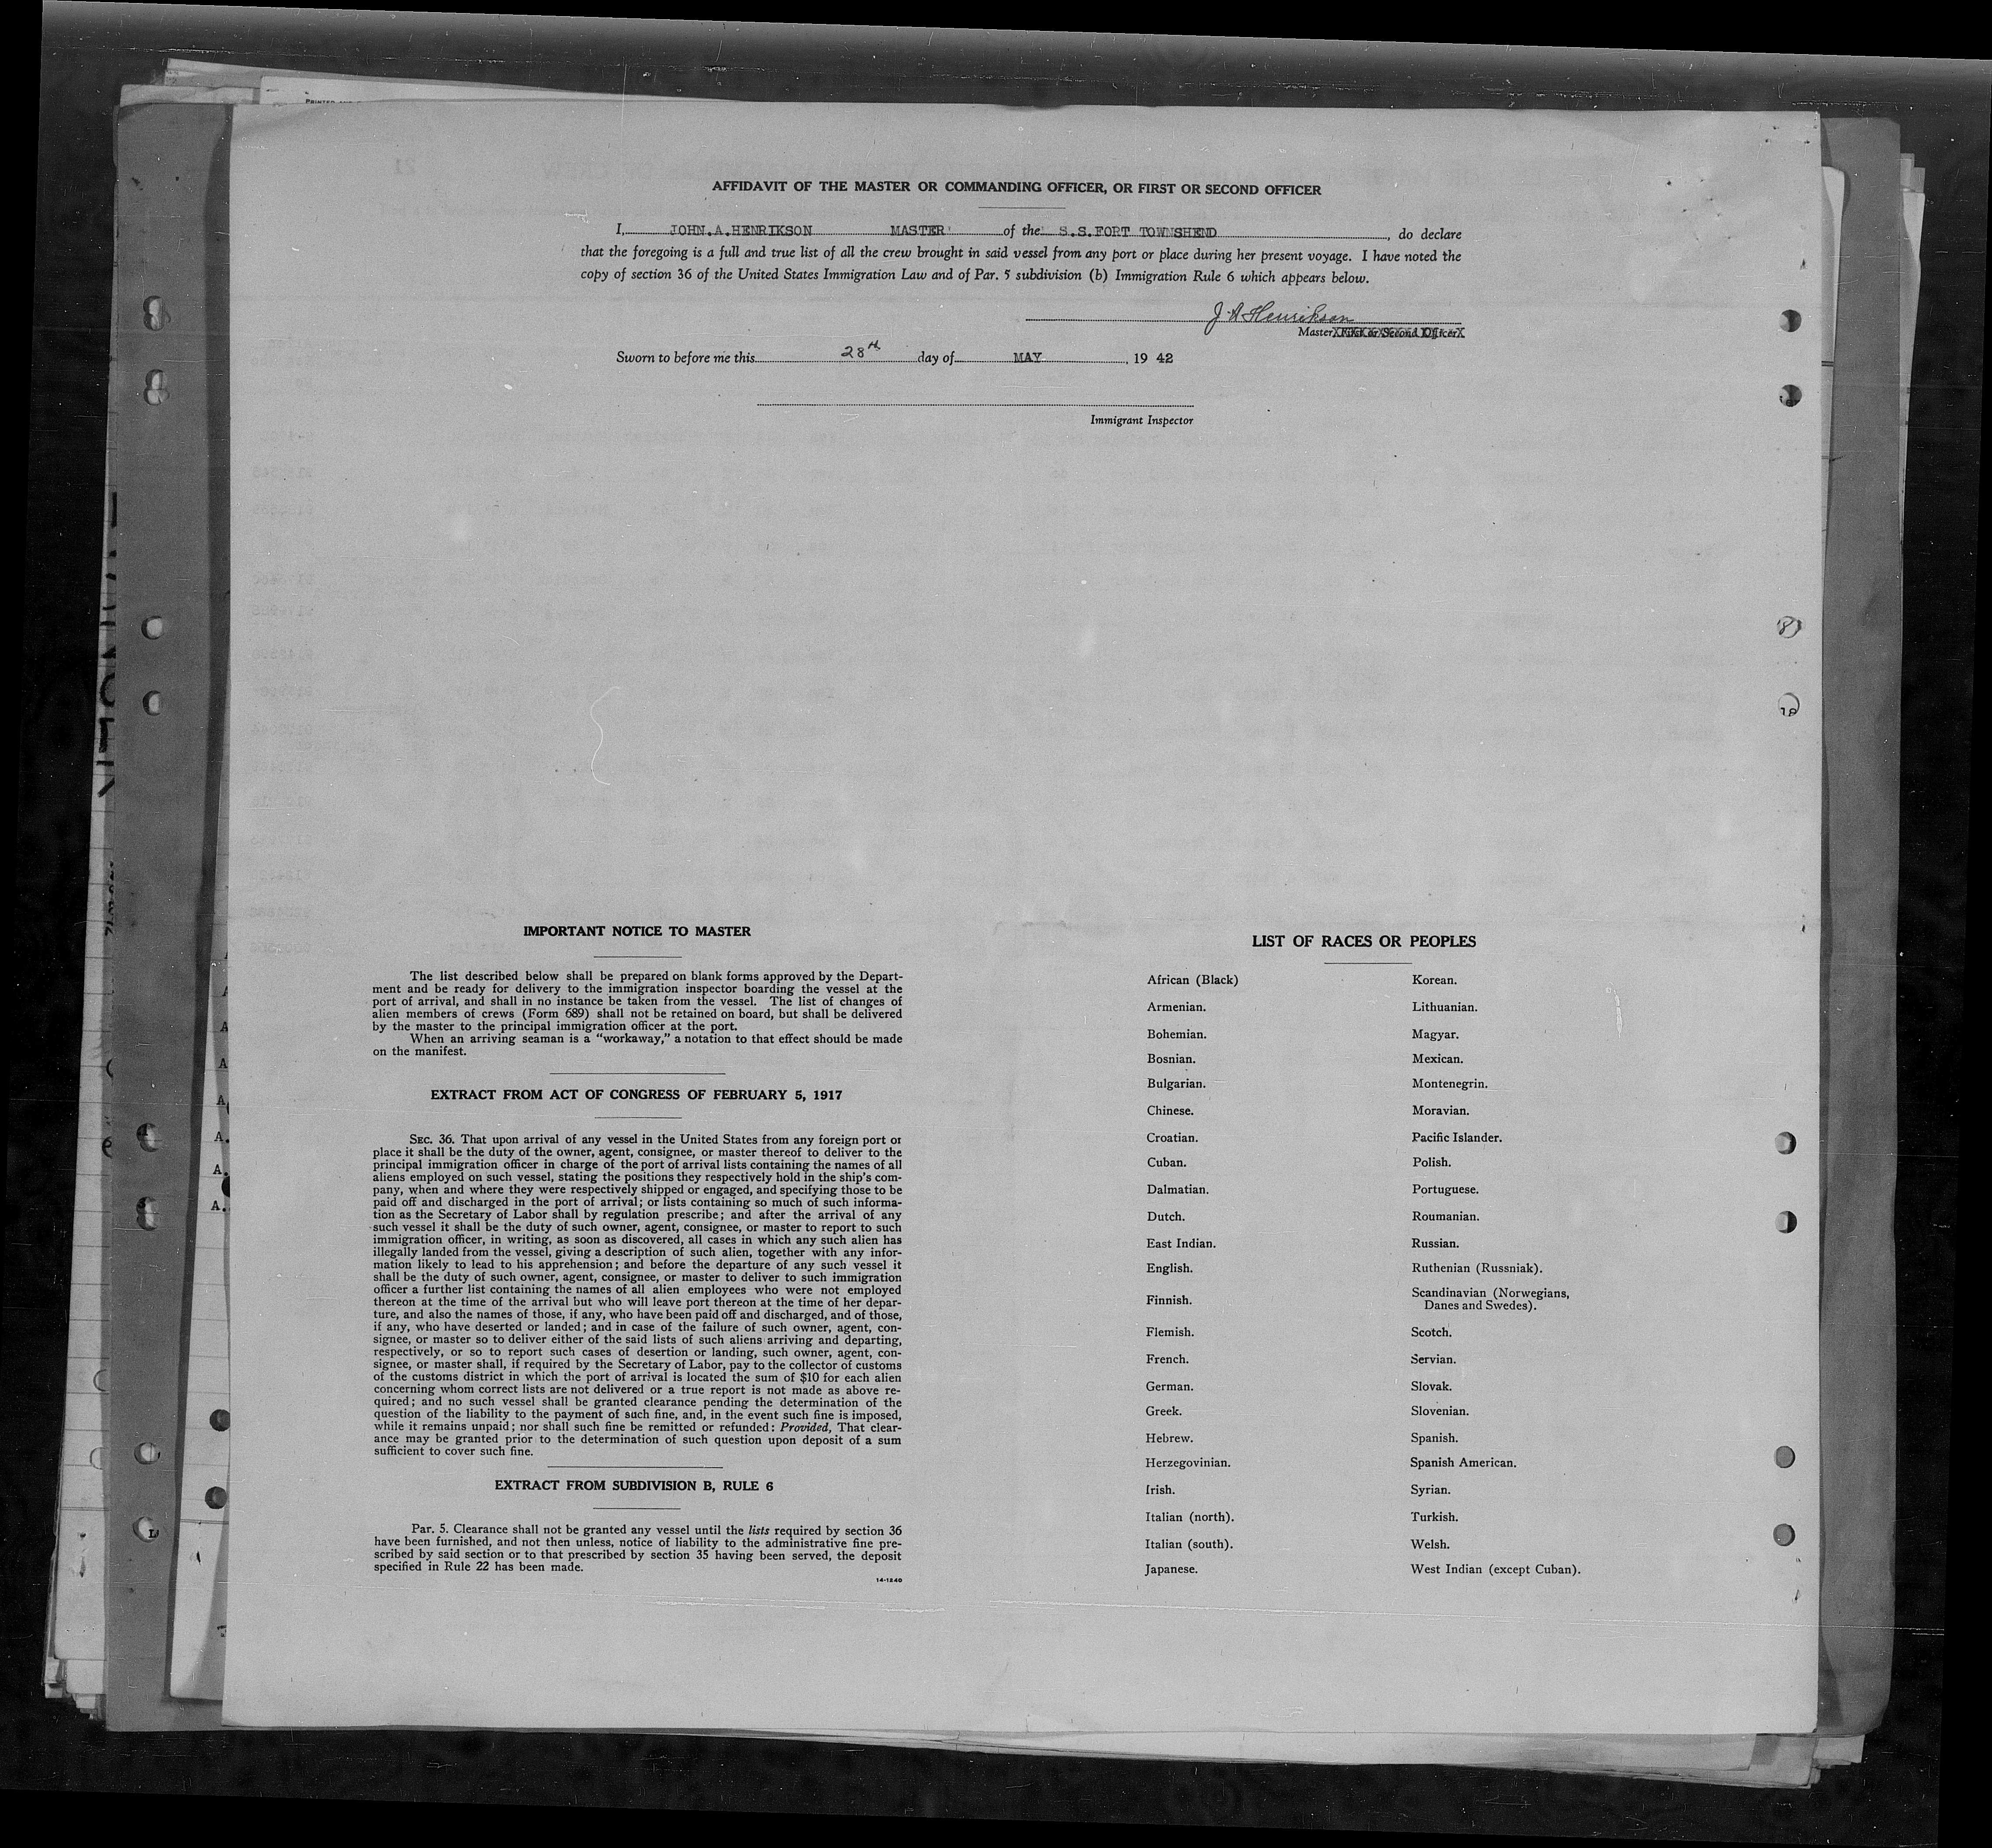 AFFIDAVIT OF THE MASTER OR COMMANDING OFFICER, OR FIRST OR SECOND OFFICER
I, JOHN.A.HENRIKSON MASTER of the S.S.FORT TOWNSHEND, do declare
that the foregoing is a full and true list of all the crew brought in said vessel from any port or place during her present voyage. I have noted the
copy of section 36 of the United States Immigration Law and of Par. 5 subdivision (b) Immigration Rule 6 which appears below.
J A Henrikson
Master, First or Second Officer
Sworn to before me this 28th day of MAY, 19 42
Immigrant Inspector
IMPORTANT NOTICE TO MASTER
The list described below shall be prepared on blank forms approved by the Depart-
ment and be ready for delivery to the immigration inspector boarding the vessel at the
port of arrival, and shall in no instance be taken from the vessel. The list of changes of
alien members of crews (Form 689) shall not be retained on board, but shall be delivered
by the master to the principal immigration officer at the port.
When an arriving seaman is a "workaway," a notation to that effect should be made
on the manifest.
EXTRACT FROM ACT OF CONGRESS OF FEBRUARY 5, 1917
SEC. 36. That upon arrival of any vessel in the United States from any foreign port or
place it shall be the duty of the owner, agent, consignee, or master thereof to deliver to the
principal immigration officer in charge of the port of arrival lists containing the names of all
aliens employed on such vessel, stating the positions they respectively hold in the ship's com-
pany, when and where they were respectively shipped or engaged, and specifying those to be
paid off and discharged in the port of arrival; or lists containing so much of such informa-
tion as the Secretary of Labor shall by regulation prescribe; and after the arrival of any
such vessel it shall be the duty of such owner, agent, consignee, or master to report to such
immigration officer, in writing, as soon as discovered, all cases in which any such alien has
illegally landed from the vessel, giving a description of such alien, together with any infor-
mation likely to lead to his apprehension; and before the departure of any such vessel it
shall be the duty of such owner, agent, consignee, or master to deliver to such immigration
officer a further list containing the names of all alien employees who were not employed
thereon at the time of the arrival but who will leave port thereon at the time of her depar-
ture, and also the names of those, if any, who have been paid off and discharged, and of those,
if any, who have deserted or landed; and in case of the failure of such owner, agent, con-
signee, or master so to deliver either of the said lists of such aliens arriving and departing,
respectively, or so to report such cases of desertion or landing, such owner, agent, con-
signee, or master shall, if required by the Secretary of Labor, pay to the collector of customs
of the customs district in which the port of arrival is located the sum of $10 for each alien
concerning whom correct lists are not delivered or a true report is not made as above re-
quired; and no such vessel shall be granted clearance pending the determination of the
question of the liability to the payment of such fine, and, in the event such fine is imposed,
while it remains unpaid; nor shall such fine be remitted or refunded: Provided, That clear-
ance may be granted prior to the determination of such question upon deposit of a sum
sufficient to cover such fine.
EXTRACT FROM SUBDIVISION B, RULE 6
Par. 5. Clearance shall not be granted any vessel until the lists required by section 36
have been furnished, and not then unless, notice of liability to the administrative fine pre-
scribed by said section or to that prescribed by section 35 having been served, the deposit
specified in Rule 22 has been made.
14-1240
LIST OF RACES OR PEOPLES
African (Black)
Armenian.
Bohemian.
Bosnian.
Bulgarian.
Chinese.
Croatian.
Cuban.
Dalmatian.
Dutch.
East Indian.
English.
Finnish.
Flemish.
French.
German.
Greek.
Hebrew.
Herzegovinian.
Irish.
Italian (north).
Italian (south).
Japanese.
Korean.
Lithuanian.
Magyar.
Mexican.
Montenegrin.
Moravian.
Pacific Islander.
Polish.
Portuguese.
Roumanian.
Russian.
Ruthenian (Russniak).
Scandinavian (Norwegians,
Danes and Swedes).
Scotch.
Servian.
Slovak.
Slovenian.
Spanish.
Spanish American.
Syrian.
Turkish.
Welsh.
West Indian (except Cuban).